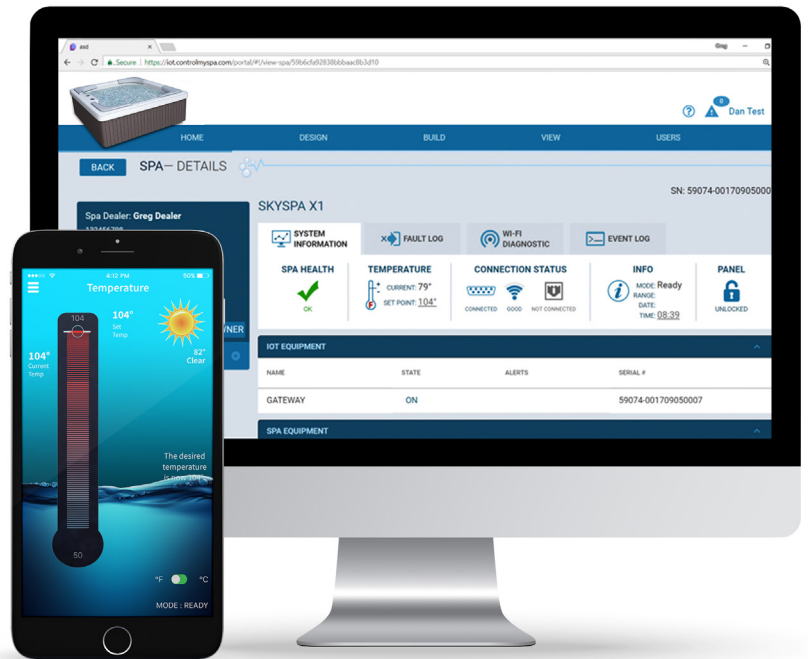 asd
Greg
Secure | https://iot.controlmyspa.com/portal/#!/view-spa/59b6cfa92838bbbaac8b3d10
8
Dan Test
HOME DESIGN BUILD VIEW USERS
BACK SPA— DETAILS
SN: 59074-00170905000
SKYSPA X1
Spa Dealer: Greg Dealer
SYSTEM INFORMATION
FAULT LOG
WI-FI DIAGNOSTIC
EVENT LOG
SPA HEALTH
OK
TEMPERATURE
CURRENT: 79°
SET POINT: 104°
F
CONNECTION STATUS
CONNECTED GOOD NOT CONNECTED
INFO
MODE: Ready
RANGE:
DATE:
TIME: 08:39
PANEL
UNLOCKED
IOT EQUIPMENT
NAME STATE ALERTS SERIAL #
GATEWAY ON 59074-001709050007
SPA EQUIPMENT
4:12 PM
50%
Temperature
104
104°
Set
Temp
82°
Clear
104°
Current
Temp
The desired
temperature
is now 104
50
°F °C
MODE : READY